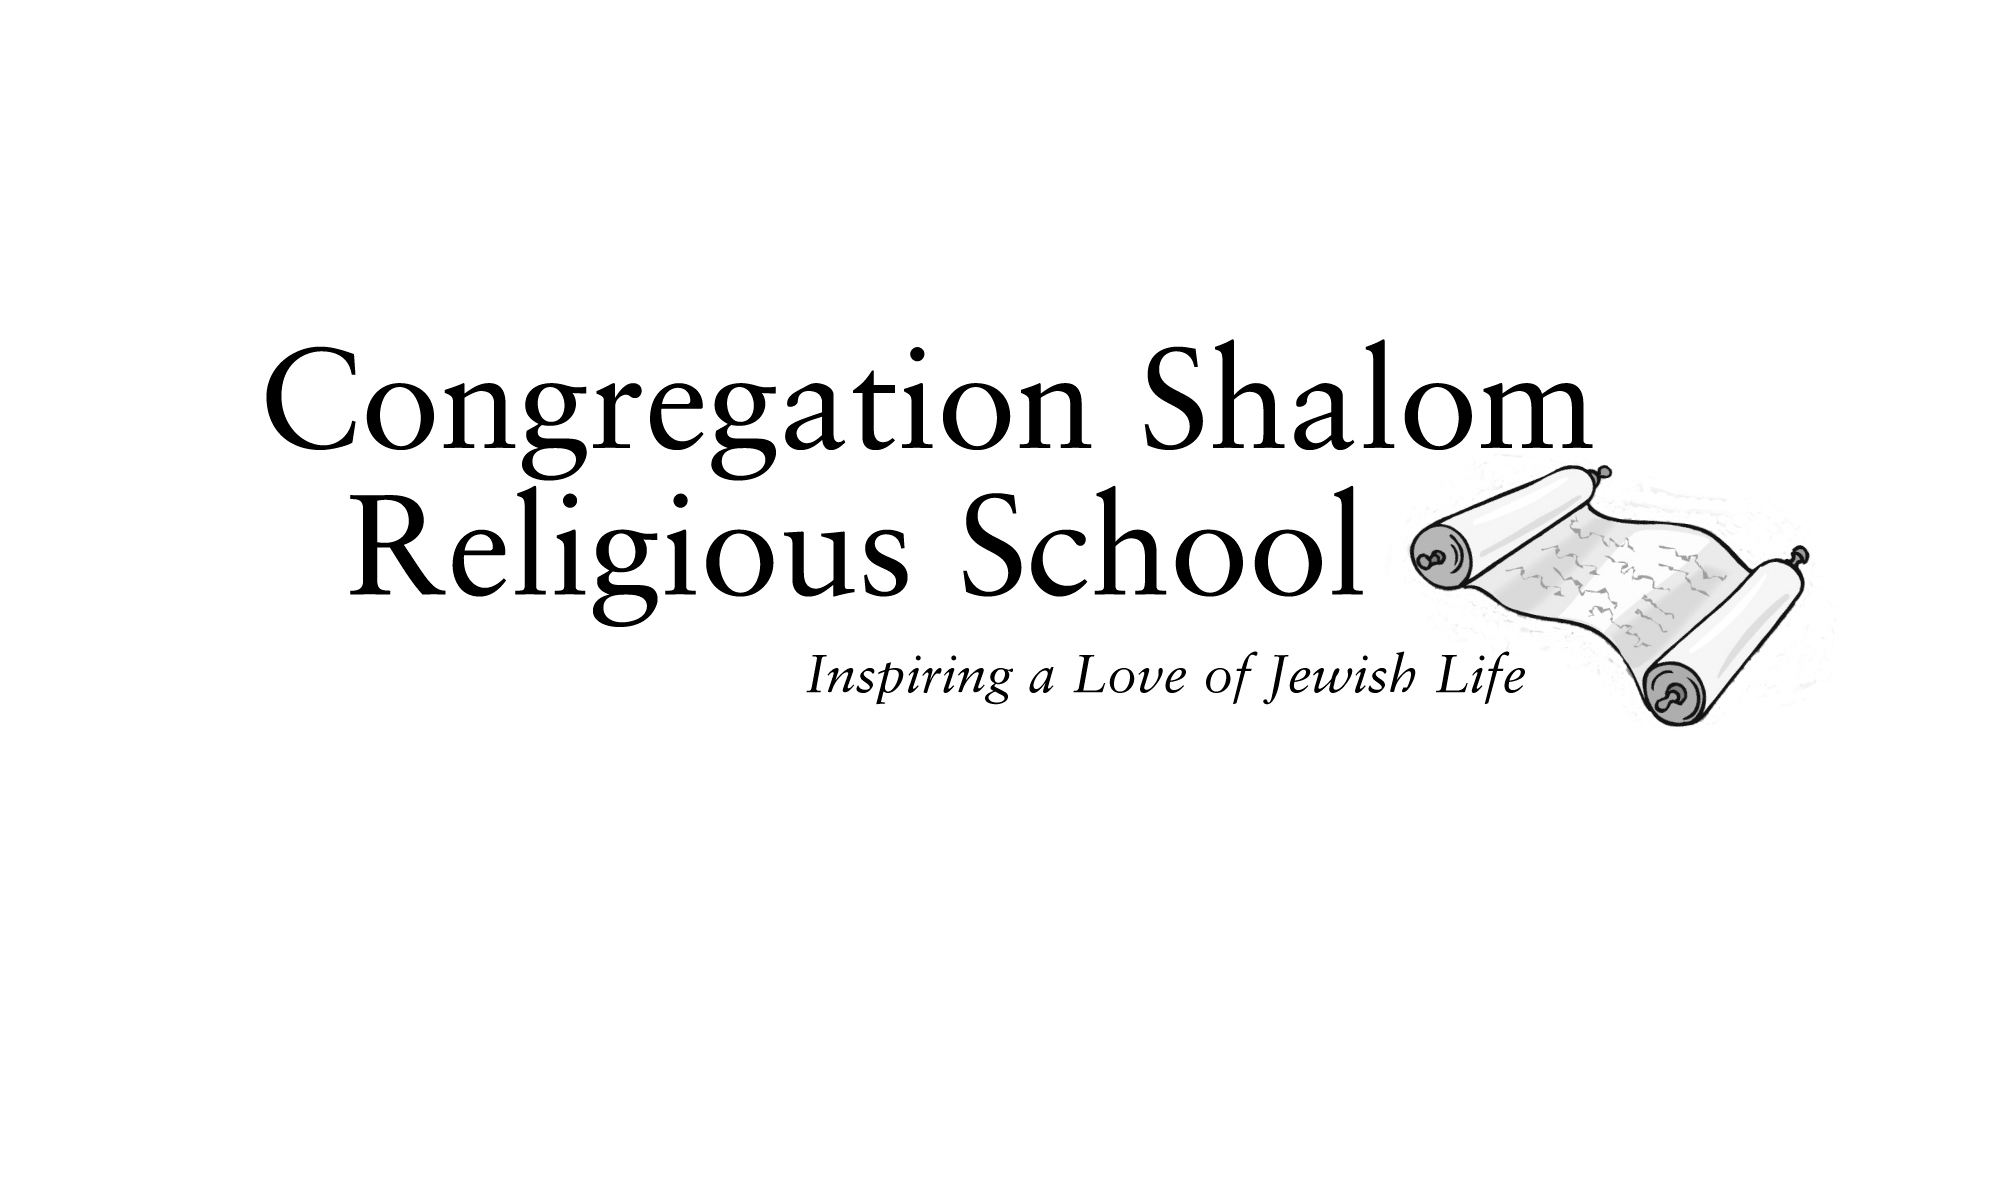 Congregation Shalom
Religious School
Inspiring a Love of Jewish Life